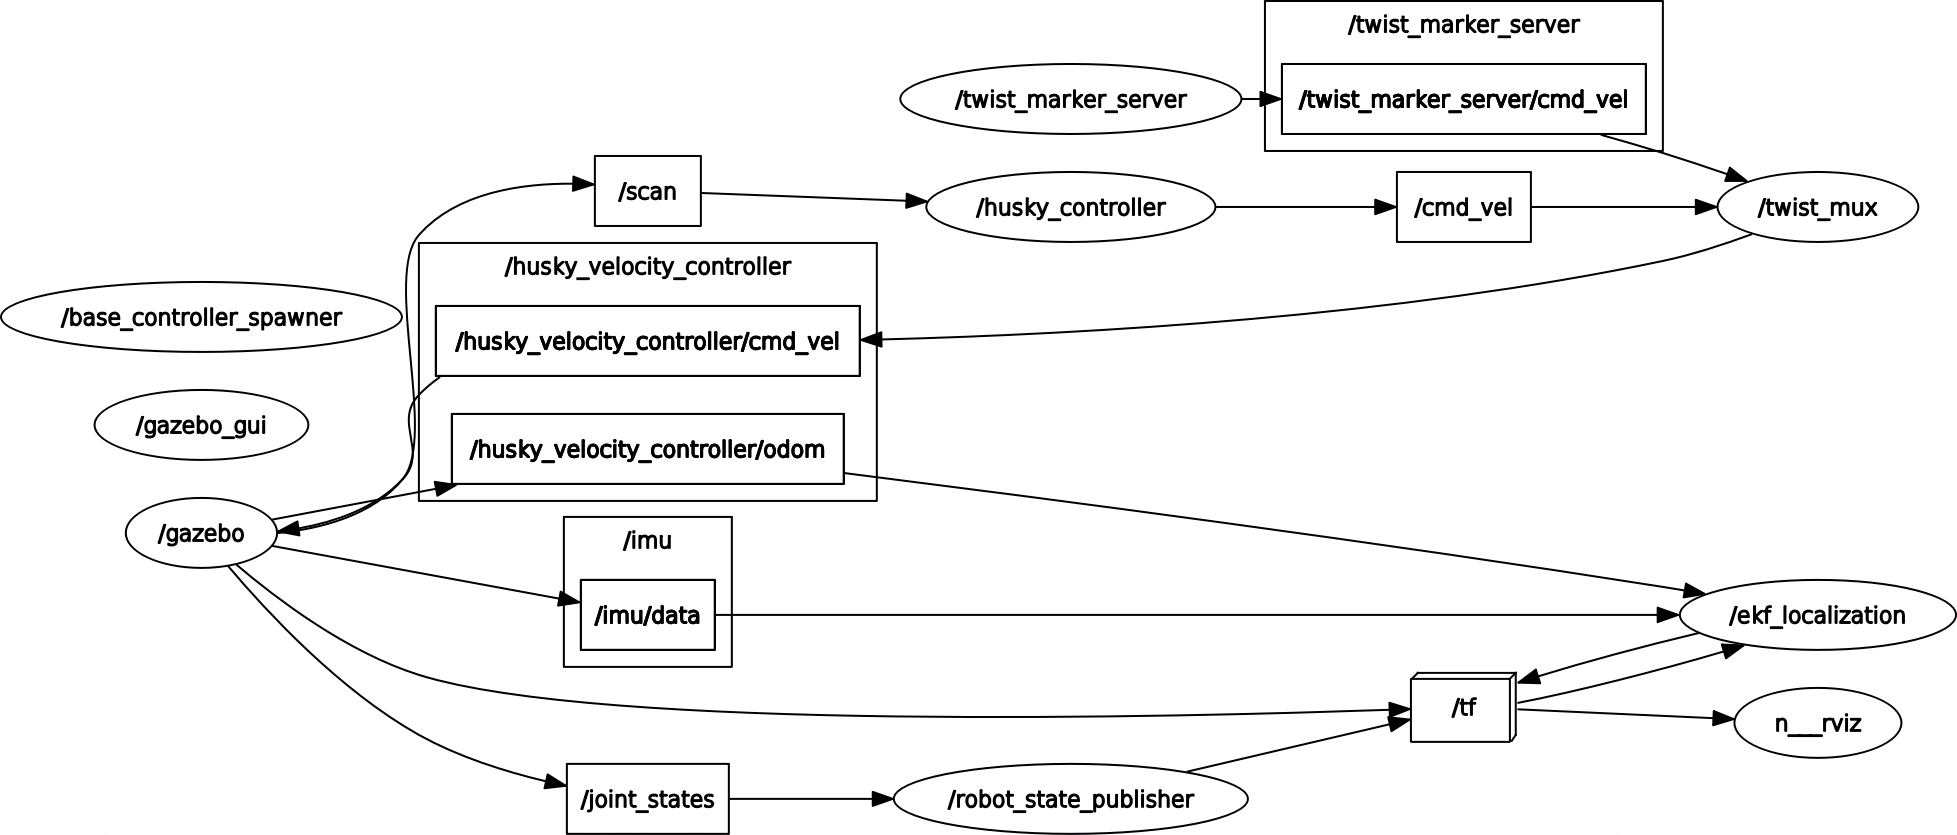 /twist_marker_server
/twist_marker_server
/twist_marker_server/cmd_vel
/scan
/husky_controller
/cmd_vel
/twist_mux
/husky_velocity_controller
/base_controller_spawner
/husky_velocity_controller/cmd_vel
/gazebo_gui
/husky_velocity_controller/odom
/gazebo
/imu
/imu/data
/ekf_localization
/tf
n___rviz
/joint_states
/robot_state_publisher